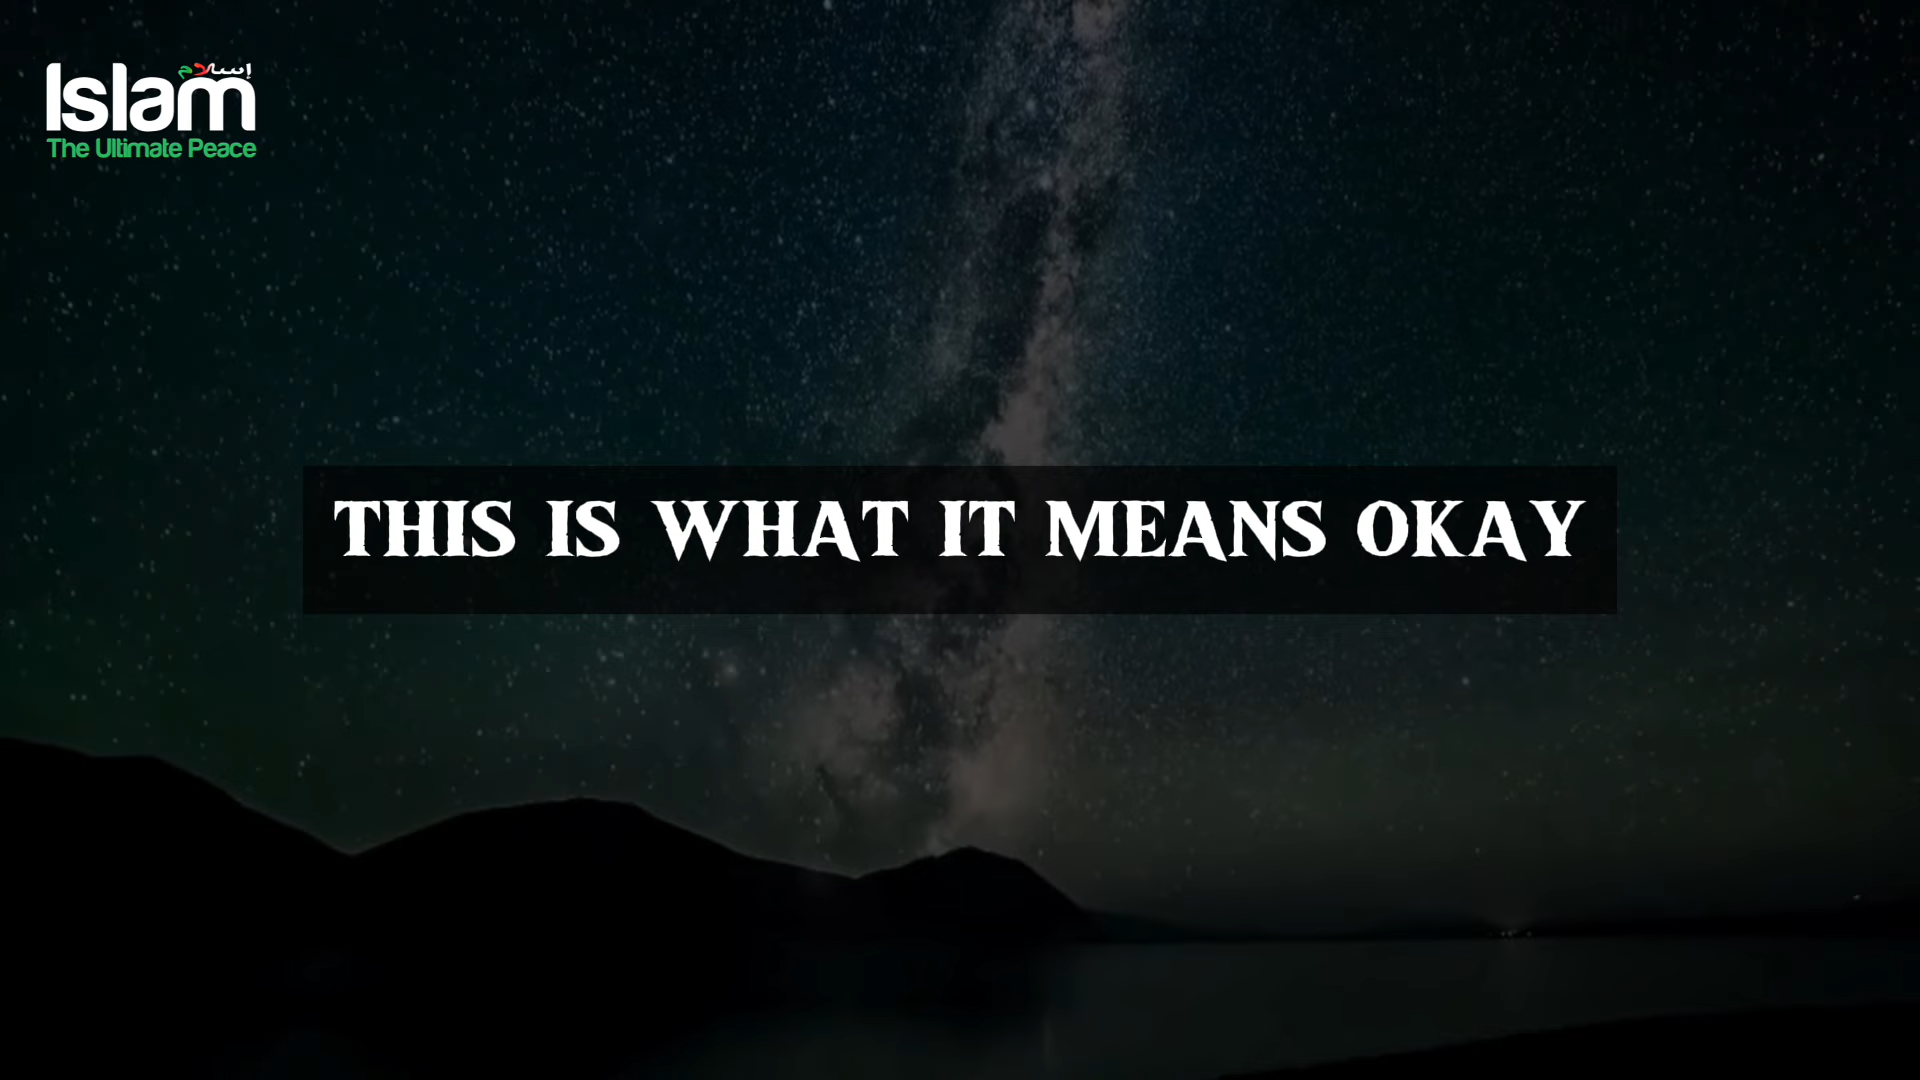 إسلام
Islam
The Ultimate Peace
THIS IS WHAT IT MEANS OKAY